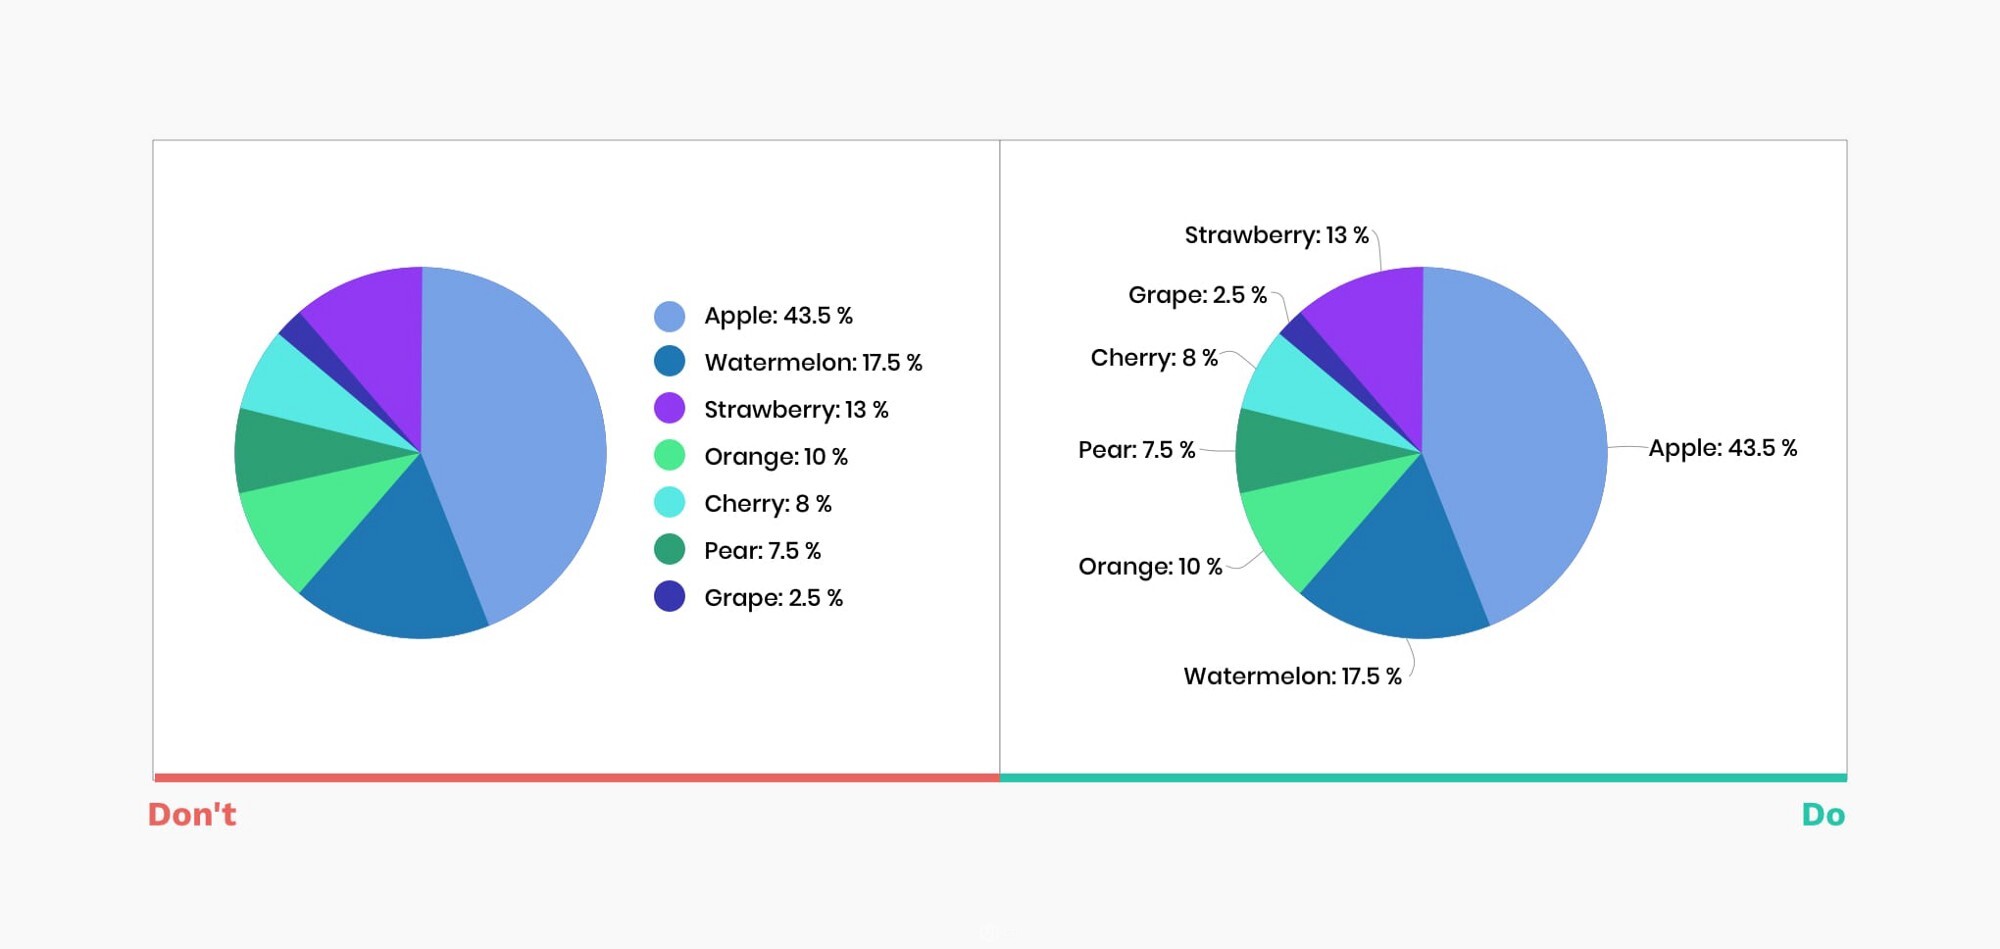 Apple: 43.5 %
Watermelon: 17.5 %
Strawberry: 13 %
Orange: 10 %
Cherry: 8 %
Pear: 7.5 %
Grape: 2.5 %
Strawberry: 13 %
Grape: 2.5 %
Cherry: 8 %
Pear: 7.5 %
Apple: 43.5 %
Orange: 10 %
Watermelon: 17.5 %
Don't
Do